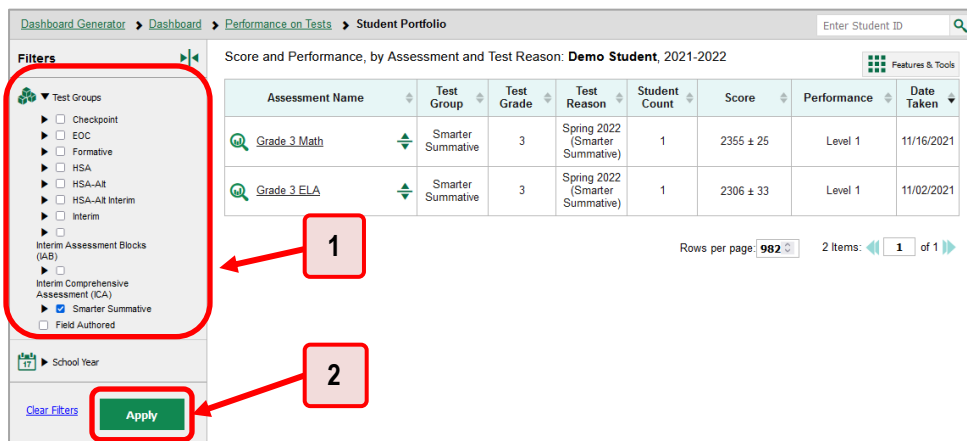 Dashboard Generator > Dashboard > Performance on Tests > Student Portfolio
Enter Student ID
Filters
Score and Performance, by Assessment and Test Reason: Demo Student, 2021-2022
Features & Tools
Test Groups
Checkpoint
EOC
Formative
HSA
HSA-Alt
HSA-Alt Interim
Interim
Interim Assessment Blocks
(IAB)
Interim Comprehensive
Assessment (ICA)
Smarter Summative
Field Authored
17 School Year
Clear Filters
Apply
Assessment Name Test Group Test Grade Test Reason Student Count Score Performance Date Taken
Grade 3 Math Smarter Summative 3 Spring 2022 (Smarter Summative) 1 2355 ± 25 Level 1 11/16/2021
Grade 3 ELA Smarter Summative 3 Spring 2022 (Smarter Summative) 1 2306 ± 33 Level 1 11/02/2021
Rows per page: 982 2 Items: 1 of 1
1
2